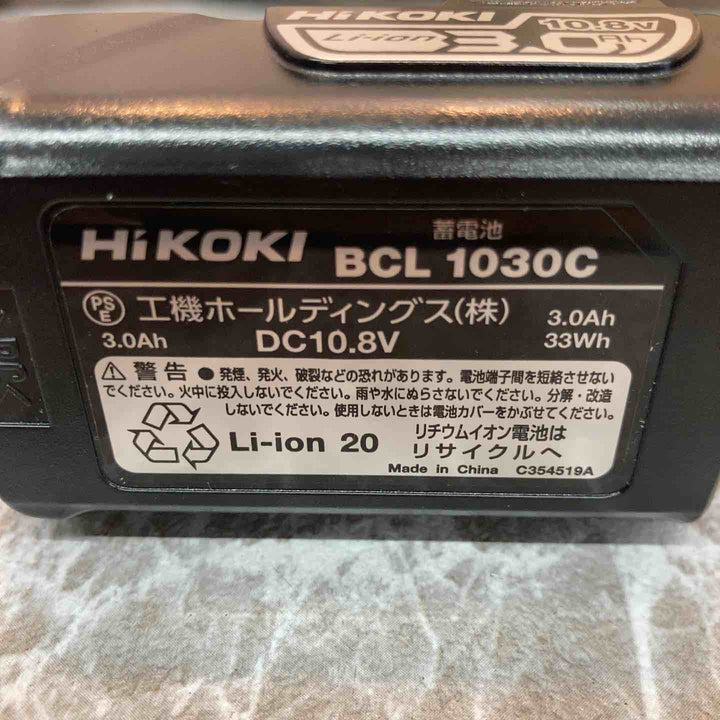 HiKOKI
10.8V
Li-ion 3.0Ah
蓄電池
HiKOKI BCL 1030C
PSE 工機ホールディングス(株) 3.0Ah
3.0Ah DC10.8V 33Wh
警告 ● 発煙、発火、破裂などの恐れがあります。電池端子間を短絡させない
でください。火中に投入しないでください。雨や水にぬらさないでください。分解・改造
しないでください。使用しないときは電池カバーをかぶせてください。
Li-ion 20 リチウムイオン電池は
リサイクルへ
Made in China C354519A